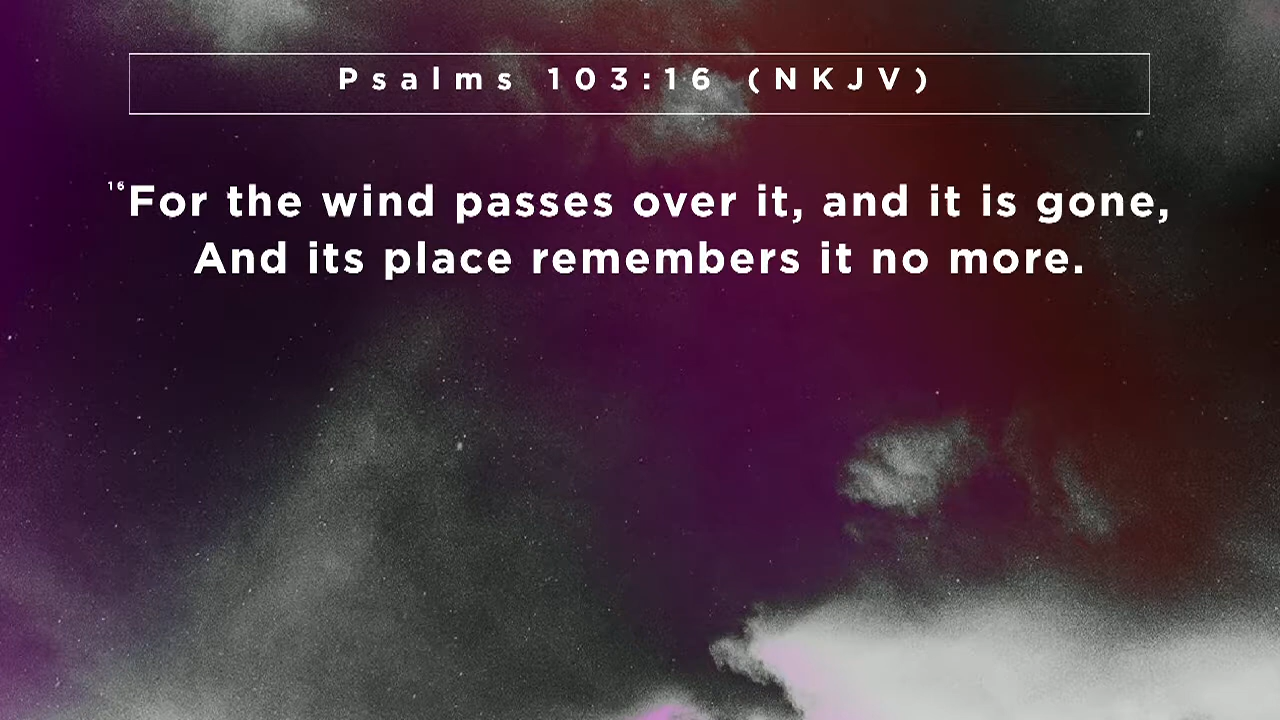 Psalms 103:16 (NKJV)
16For the wind passes over it, and it is gone,
And its place remembers it no more.